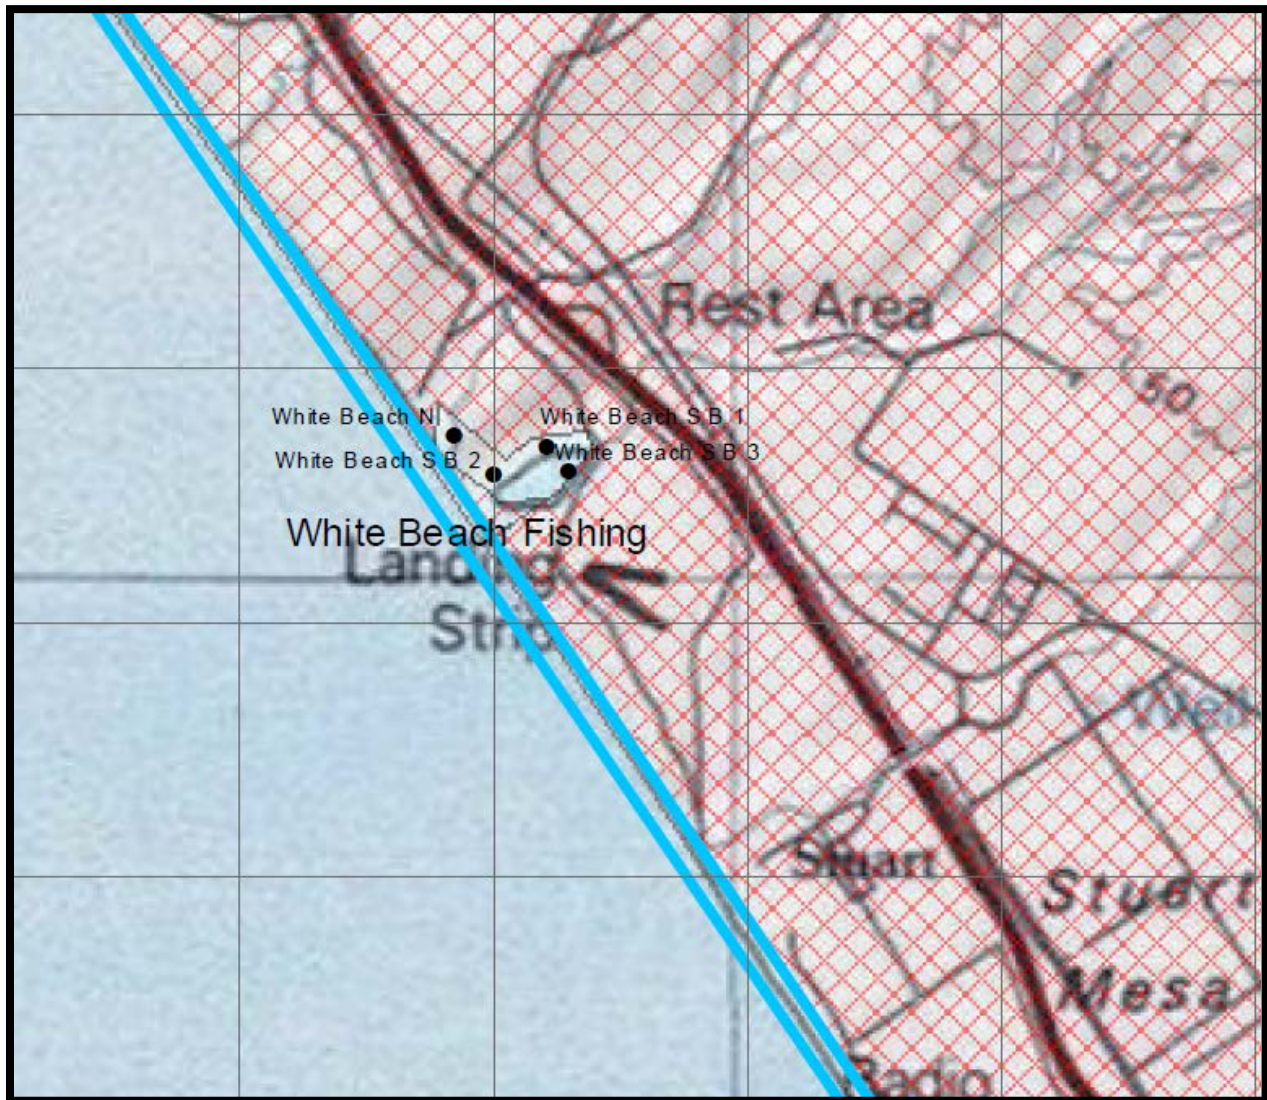 Rest Area
50
White Beach N
White Beach S B 1
White Beach S B 2
White Beach S B 3
White Beach Fishing
Landing
Strip
Well
Stuart
Stuart
Mesa
Radio